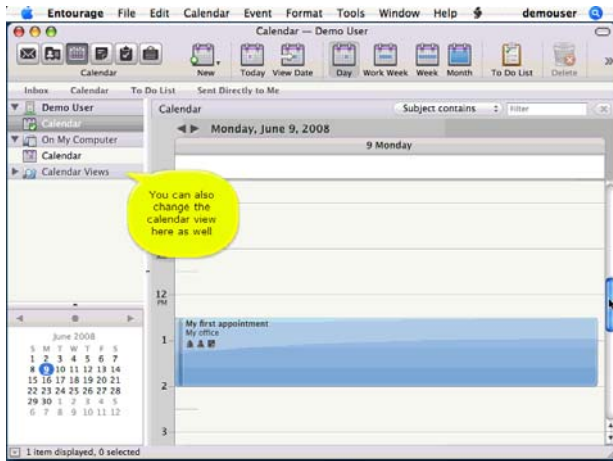 Entourage File Edit Calendar Event Format Tools Window Help demouser
Calendar — Demo User
Calendar
New Today View Date Day Work Week Week Month To Do List Delete
Inbox Calendar To Do List Sent Directly to Me
Demo User
Calendar
On My Computer
Calendar
Calendar Views
Calendar
Subject contains Filter
Monday, June 9, 2008
9 Monday
You can also
change the
calendar view
here as well
12
PM
My first appointment
My office
1
2
3
June 2008
S M T W T F S
1 2 3 4 5 6 7
8 9 10 11 12 13 14
15 16 17 18 19 20 21
22 23 24 25 26 27 28
29 30 1 2 3 4 5
6 7 8 9 10 11 12
1 item displayed, 0 selected